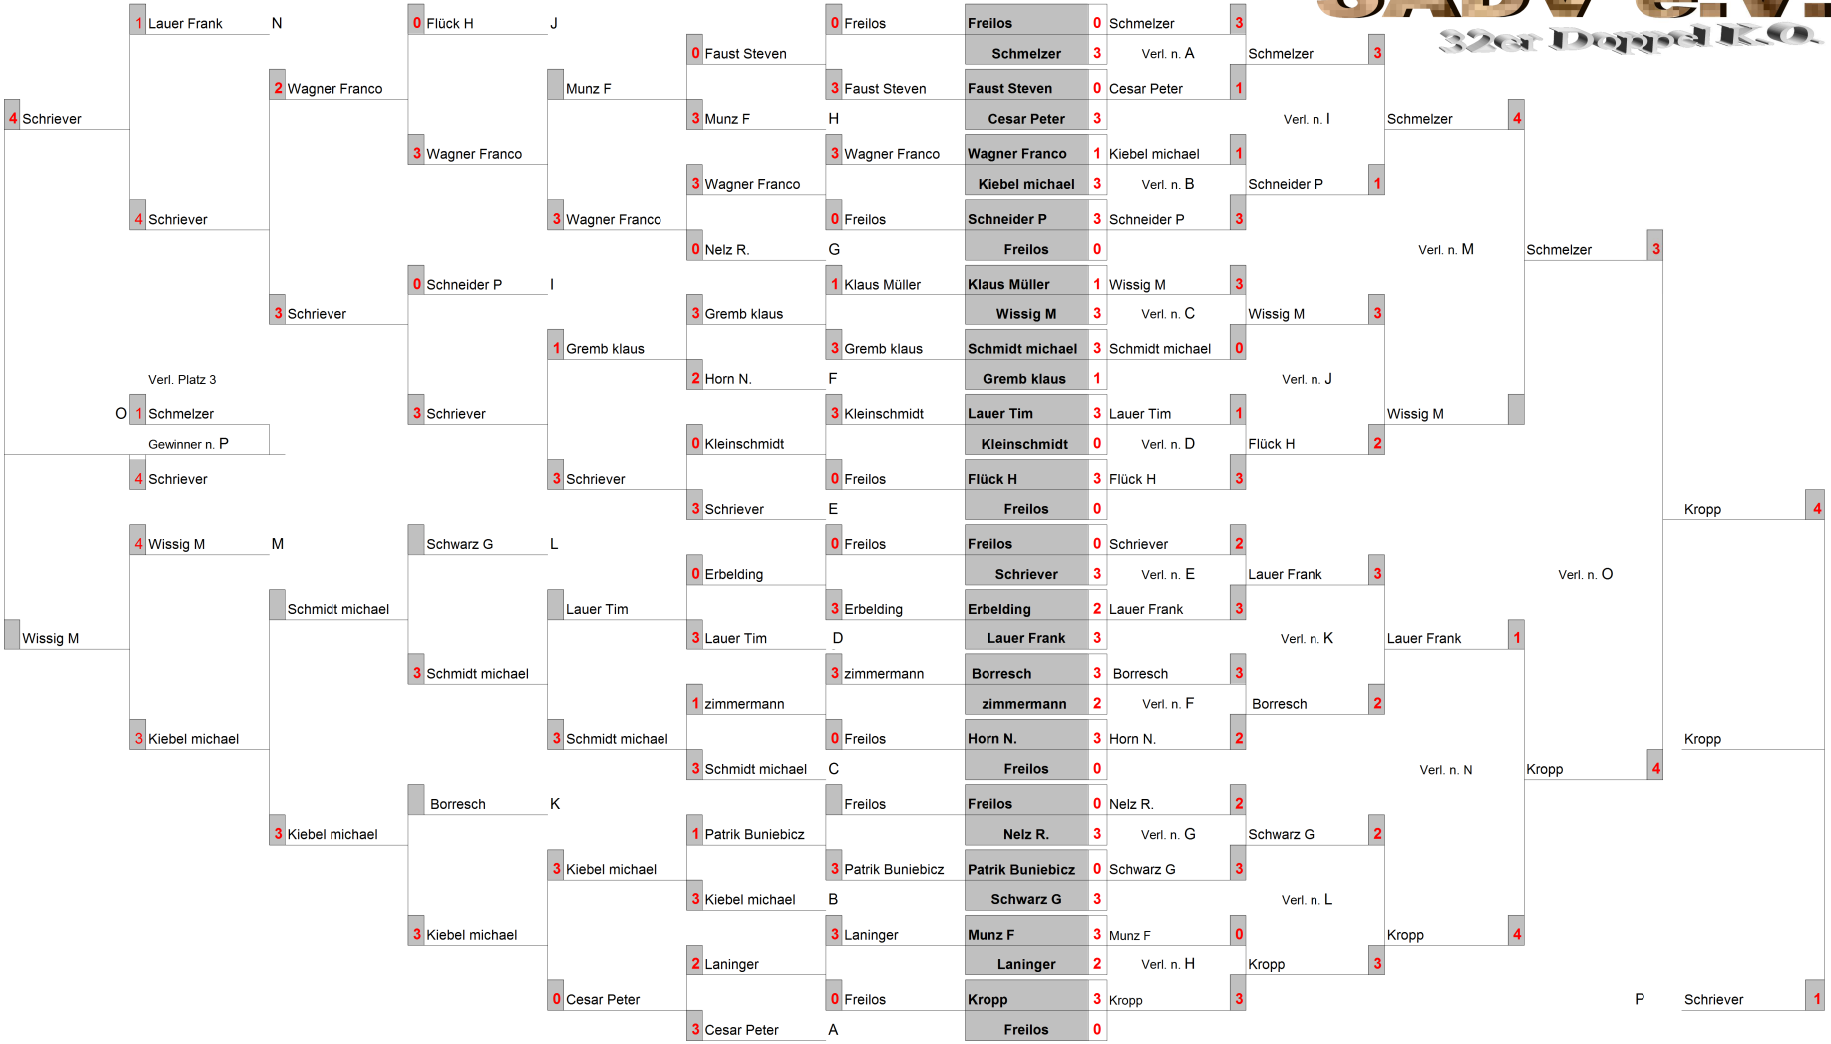 1 Lauer Frank N 0 Flück H J 0 Freilos Freilos 0 Schmelzer 3
32er Doppel K.O.
0 Faust Steven Schmelzer 3 Verl. n. A Schmelzer 3
2 Wagner Franco Munz F 3 Faust Steven Faust Steven 0 Cesar Peter 1
4 Schriever 3 Munz F H Cesar Peter 3 Verl. n. I Schmelzer 4
3 Wagner Franco 3 Wagner Franco Wagner Franco 1 Kiebel michael 1
3 Wagner Franco Kiebel michael 3 Verl. n. B Schneider P 1
4 Schriever 3 Wagner Franco 0 Freilos Schneider P 3 Schneider P 3
0 Nelz R. G Freilos 0 Verl. n. M Schmelzer 3
0 Schneider P I 1 Klaus Müller Klaus Müller 1 Wissig M 3
3 Schriever 3 Gremb klaus Wissig M 3 Verl. n. C Wissig M 3
1 Gremb klaus 3 Gremb klaus Schmidt michael 3 Schmidt michael 0
Verl. Platz 3 2 Horn N. F Gremb klaus 1 Verl. n. J
O 1 Schmelzer 3 Schriever 3 Kleinschmidt Lauer Tim 3 Lauer Tim 1 Wissig M
Gewinner n. P 0 Kleinschmidt Kleinschmidt 0 Verl. n. D Flück H 2
4 Schriever 3 Schriever 0 Freilos Flück H 3 Flück H 3
3 Schriever E Freilos 0 Kropp 4
4 Wissig M M Schwarz G L 0 Freilos Freilos 0 Schriever 2
0 Erbelding Schriever 3 Verl. n. E Lauer Frank 3 Verl. n. O
Schmidt michael Lauer Tim 3 Erbelding Erbelding 2 Lauer Frank 3
Wissig M 3 Lauer Tim D Lauer Frank 3 Verl. n. K Lauer Frank 1
3 Schmidt michael 3 zimmermann Borresch 3 Borresch 3
1 zimmermann zimmermann 2 Verl. n. F Borresch 2
3 Kiebel michael 3 Schmidt michael 0 Freilos Horn N. 3 Horn N. 2 Kropp
3 Schmidt michael C Freilos 0 Verl. n. N Kropp 4
Borresch K Freilos Freilos 0 Nelz R. 2
3 Kiebel michael 1 Patrik Buniebicz Nelz R. 3 Verl. n. G Schwarz G 2
3 Kiebel michael 3 Patrik Buniebicz Patrik Buniebicz 0 Schwarz G 3
3 Kiebel michael B Schwarz G 3 Verl. n. L
3 Kiebel michael 3 Laninger Munz F 3 Munz F 0 Kropp 4
2 Laninger Laninger 2 Verl. n. H Kropp 3
0 Cesar Peter 0 Freilos Kropp 3 Kropp 3 P Schriever 1
3 Cesar Peter A Freilos 0